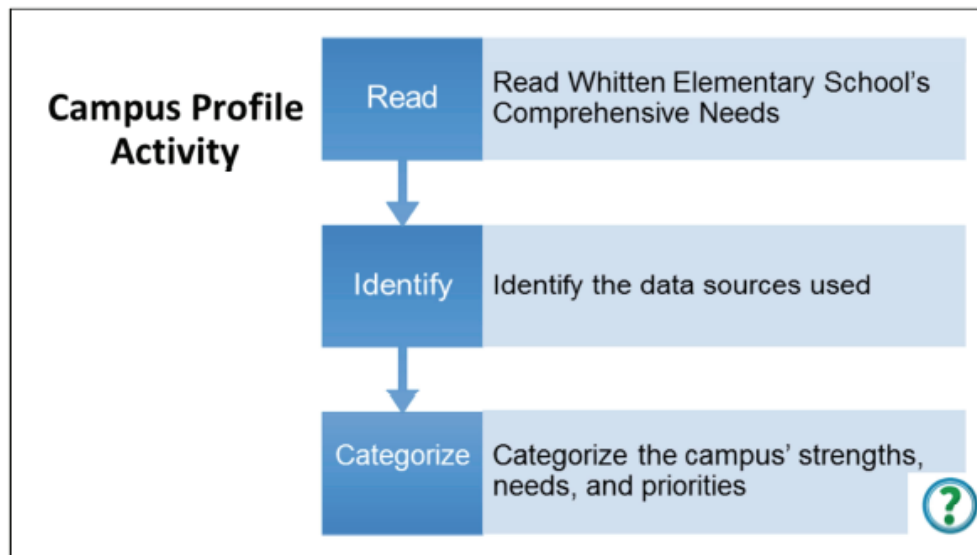 Campus Profile
Activity
Read
Read Whitten Elementary School's
Comprehensive Needs
Identify
Identify the data sources used
Categorize
Categorize the campus' strengths,
needs, and priorities
?